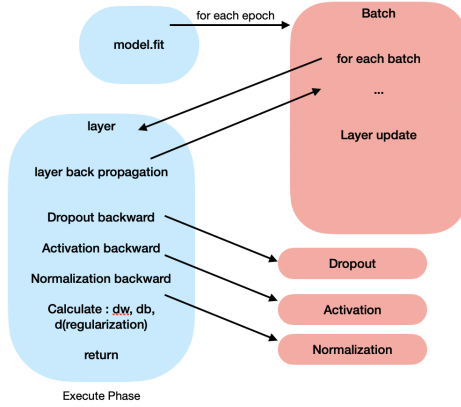 for each epoch
Batch
model.fit
for each batch
...
Layer update
layer
layer back propagation
Dropout backward
Activation backward
Normalization backward
Calculate : dw, db,
d(regularization)
return
Dropout
Activation
Normalization
Execute Phase